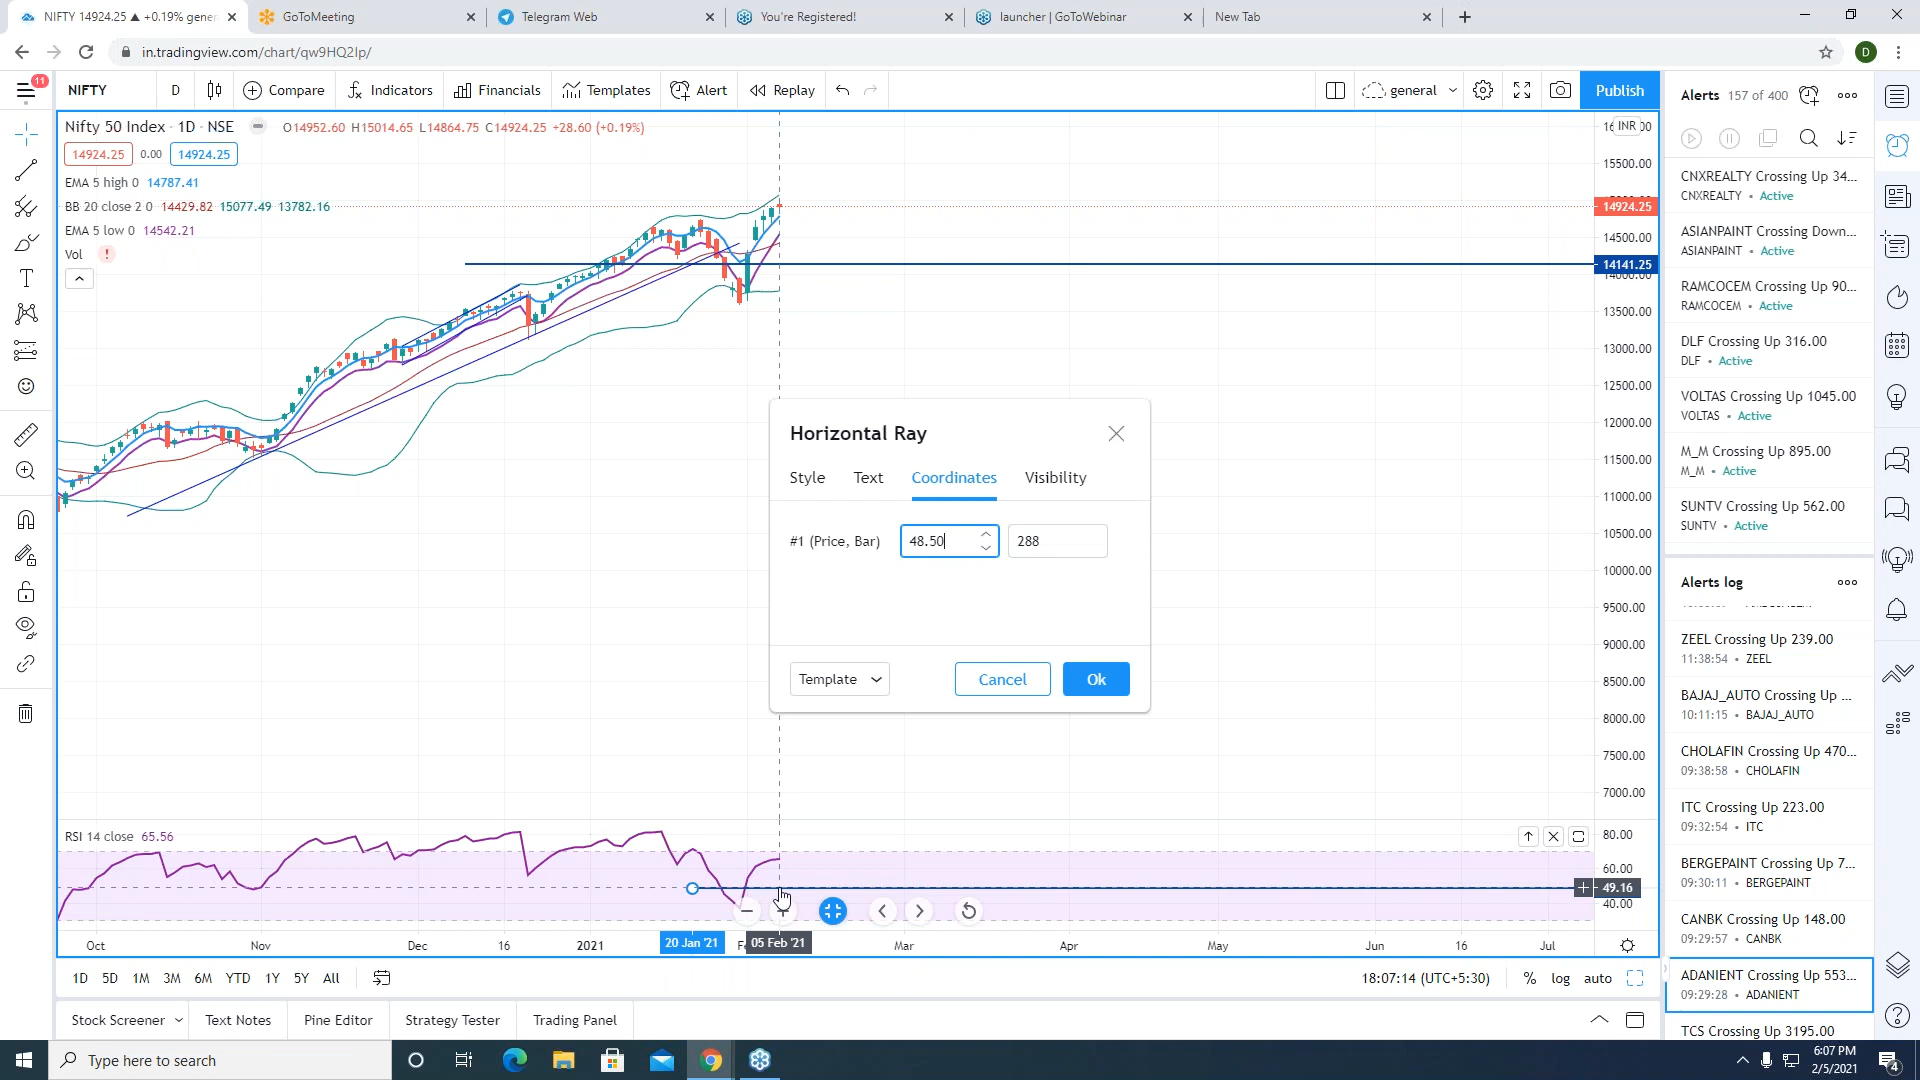 NIFTY 14924.25 ▲ +0.19% gener
GoToMeeting
Telegram Web
You're Registered!
launcher | GoToWebinar
New Tab
in.tradingview.com/chart/qw9HQ2Ip/
D
11
NIFTY
D
Compare
Indicators
Financials
Templates
Alert
Replay
general
Publish
Alerts 157 of 400
Nifty 50 Index · 1D · NSE
O14952.60 H15014.65 L14864.75 C14924.25 +28.60 (+0.19%)
14924.25
0.00
14924.25
EMA 5 high 0 14787.41
BB 20 close 2 0 14429.82 15077.49 13782.16
EMA 5 low 0 14542.21
Vol !
INR
15500.00
14924.25
14500.00
14141.25
13500.00
13000.00
12500.00
12000.00
11500.00
11000.00
10500.00
10000.00
9500.00
9000.00
8500.00
8000.00
7500.00
7000.00
Horizontal Ray
Style
Text
Coordinates
Visibility
#1 (Price, Bar)
48.50
288
Template
Cancel
Ok
RSI 14 close 65.56
80.00
60.00
49.16
40.00
Oct
Nov
Dec
16
2021
20 Jan '21
05 Feb '21
Mar
Apr
May
Jun
16
Jul
1D
5D
1M
3M
6M
YTD
1Y
5Y
All
18:07:14 (UTC+5:30)
%
log
auto
Stock Screener
Text Notes
Pine Editor
Strategy Tester
Trading Panel
CNXREALTY Crossing Up 34...
CNXREALTY • Active
ASIANPAINT Crossing Down...
ASIANPAINT • Active
RAMCOCEM Crossing Up 90...
RAMCOCEM • Active
DLF Crossing Up 316.00
DLF • Active
VOLTAS Crossing Up 1045.00
VOLTAS • Active
M_M Crossing Up 895.00
M_M • Active
SUNTV Crossing Up 562.00
SUNTV • Active
Alerts log
ZEEL Crossing Up 239.00
11:38:54 • ZEEL
BAJAJ_AUTO Crossing Up ...
10:11:15 • BAJAJ_AUTO
CHOLAFIN Crossing Up 470...
09:38:58 • CHOLAFIN
ITC Crossing Up 223.00
09:32:54 • ITC
BERGEPAINT Crossing Up 7...
09:30:11 • BERGEPAINT
CANBK Crossing Up 148.00
09:29:57 • CANBK
ADANIENT Crossing Up 553...
09:29:28 • ADANIENT
TCS Crossing Up 3195.00
Type here to search
6:07 PM
2/5/2021
4